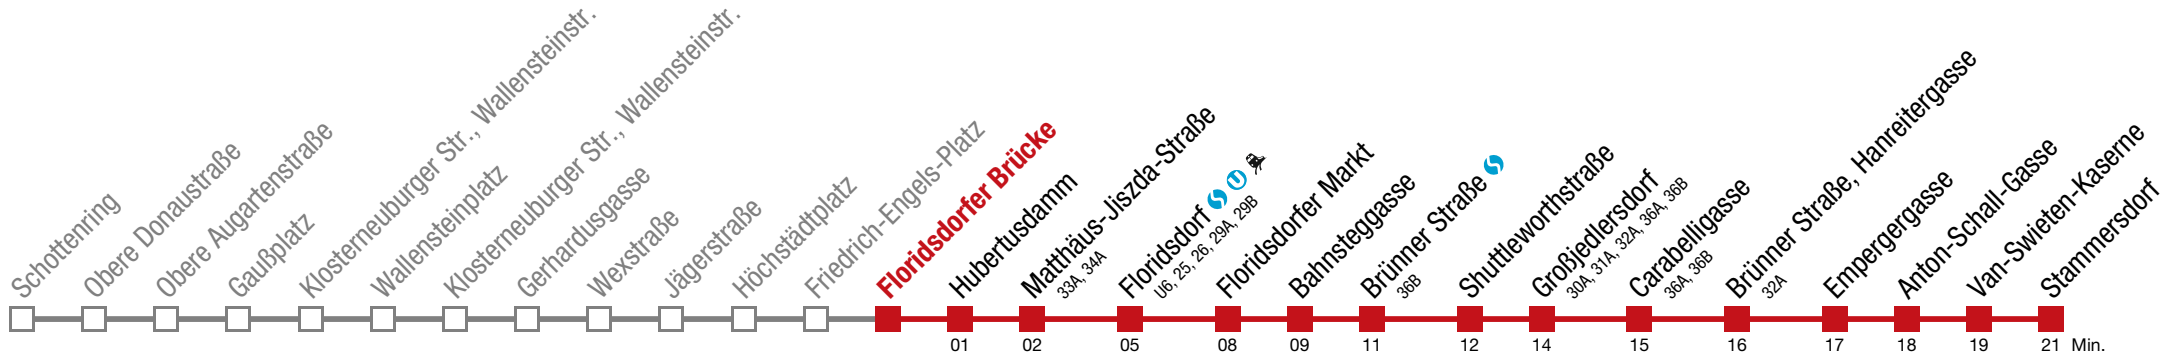 Schottenring
Obere Donaustraße
Obere Augartenstraße
Gaußplatz
Klosterneuburger Str., Wallensteinstr.
Wallensteinplatz
Klosterneuburger Str., Wallensteinstr.
Gerhardusgasse
Wexstraße
Jägerstraße
Höchstädtplatz
Friedrich-Engels-Platz
Floridsdorfer Brücke
Hubertusdamm
Matthäus-Jiszda-Straße
33A, 34A
Floridsdorf S U
U6, 25, 26, 29A, 29B
Floridsdorfer Markt
Bahnsteggasse
Brünner Straße S
36B
Shuttleworthstraße
Großjedlersdorf
30A, 31A, 32A, 36A, 36B
Carabelligasse
36A, 36B
Brünner Straße, Hanreitergasse
32A
Empergergasse
Anton-Schall-Gasse
Van-Swieten-Kaserne
Stammersdorf
01 02 05 08 09 11 12 14 15 16 17 18 19 21 Min.